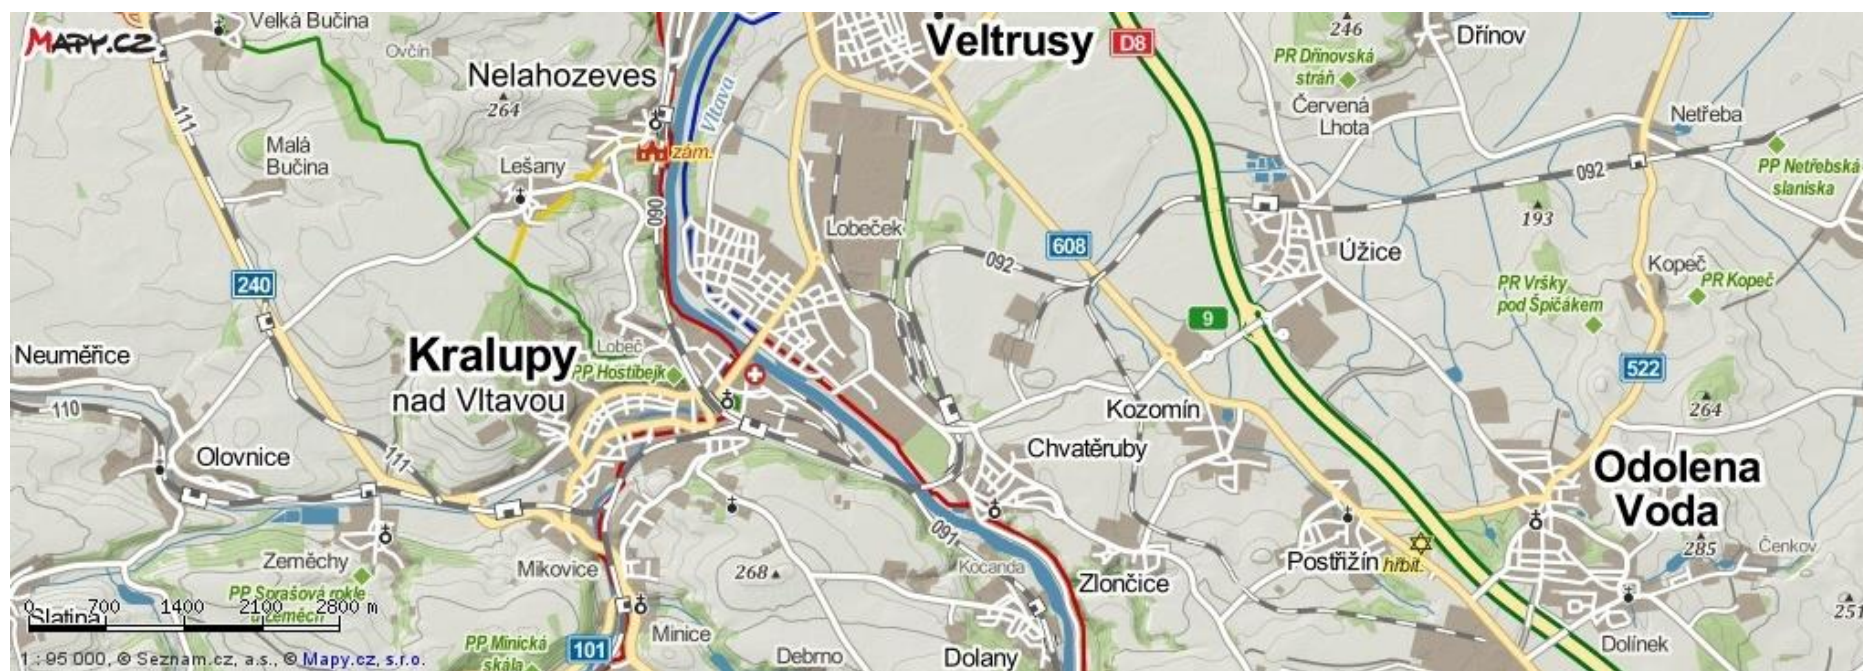 Velká Bučina
Mapy.cz
Ovčín
Nelahozeves
264
111
Malá
Bučina
Lešany
zám.
Vltava
090
Veltrusy
D8
246
PR Dřínovská
stráň
Dřínov
Červená
Lhota
Netřeba
PP Netřebská
slaniska
092
193
Lobeček
608
092
Úžice
Kopeč
PR Kopeč
PR Vršky
pod Špičákem
240
9
Neuměřice
Kralupy
nad Vltavou
Lobeč
PP Hostibejk
522
264
110
Kozomín
Olovnice
111
Chvatěruby
Odolena
Voda
285
Čenkov
091
Zeměchy
Mikovice
268
Kocanda
Zlončice
Postřižín
hřbit.
PP Sprašová rokle
u Zeměch
251
Slatina
0 700 1400 2100 2800 m
101
Minice
PP Minická
skála
Debrno
Dolany
Dolínek
1 : 95 000, © Seznam.cz, a.s., © Mapy.cz, s.r.o.